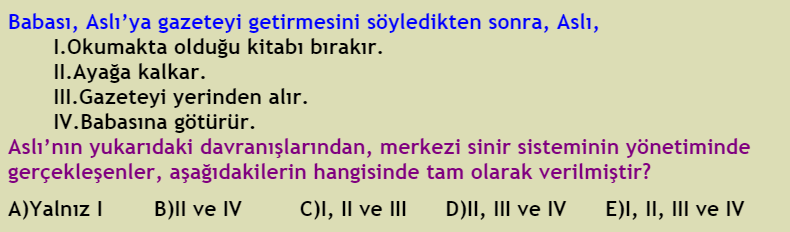 Babası, Aslı’ya gazeteyi getirmesini söyledikten sonra, Aslı,
I.Okumakta olduğu kitabı bırakır.
II.Ayağa kalkar.
III.Gazeteyi yerinden alır.
IV.Babasına götürür.
Aslı’nın yukarıdaki davranışlarından, merkezi sinir sisteminin yönetiminde
gerçekleşenler, aşağıdakilerin hangisinde tam olarak verilmiştir?
A)Yalnız I B)II ve IV C)I, II ve III D)II, III ve IV E)I, II, III ve IV